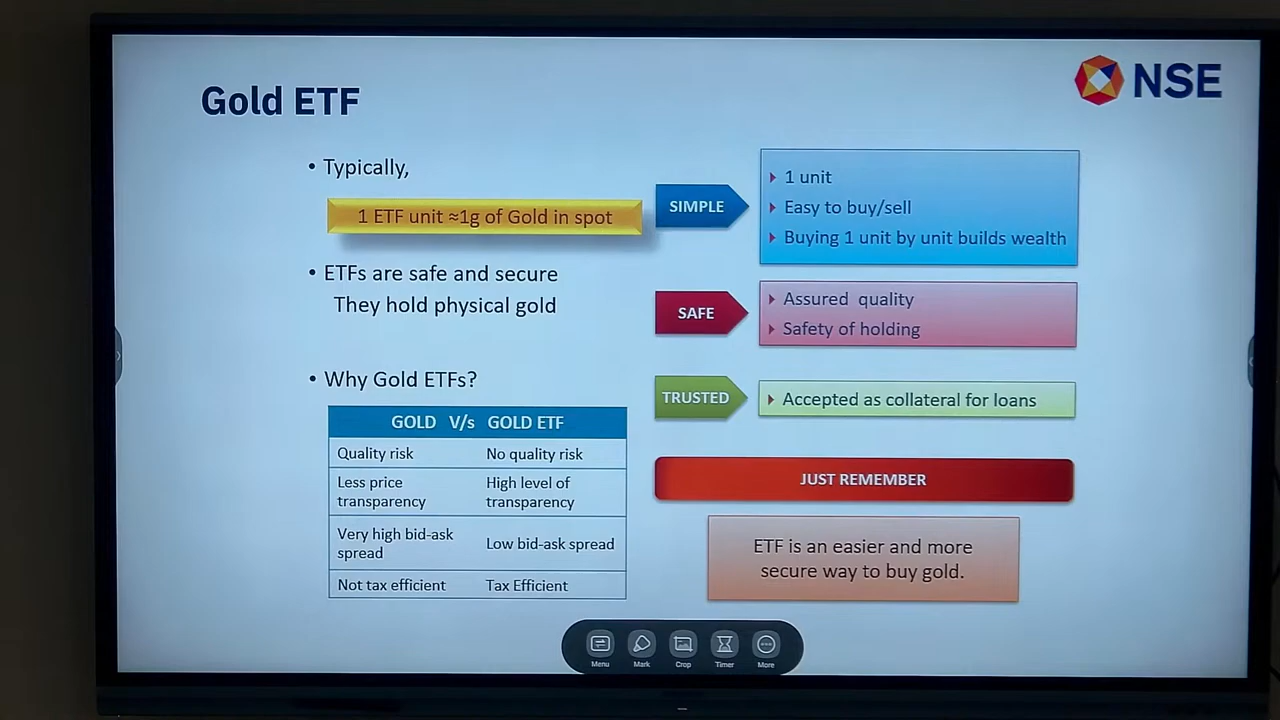 Gold ETF
NSE
• Typically,
1 ETF unit ≈1g of Gold in spot
• ETFs are safe and secure
They hold physical gold
• Why Gold ETFs?
GOLD V/s GOLD ETF
Quality risk No quality risk
Less price High level of
transparency transparency
Very high bid-ask
spread Low bid-ask spread
Not tax efficient Tax Efficient
SIMPLE
1 unit
Easy to buy/sell
Buying 1 unit by unit builds wealth
SAFE
Assured quality
Safety of holding
TRUSTED
Accepted as collateral for loans
JUST REMEMBER
ETF is an easier and more
secure way to buy gold.
Menu Mark Crop Timer More